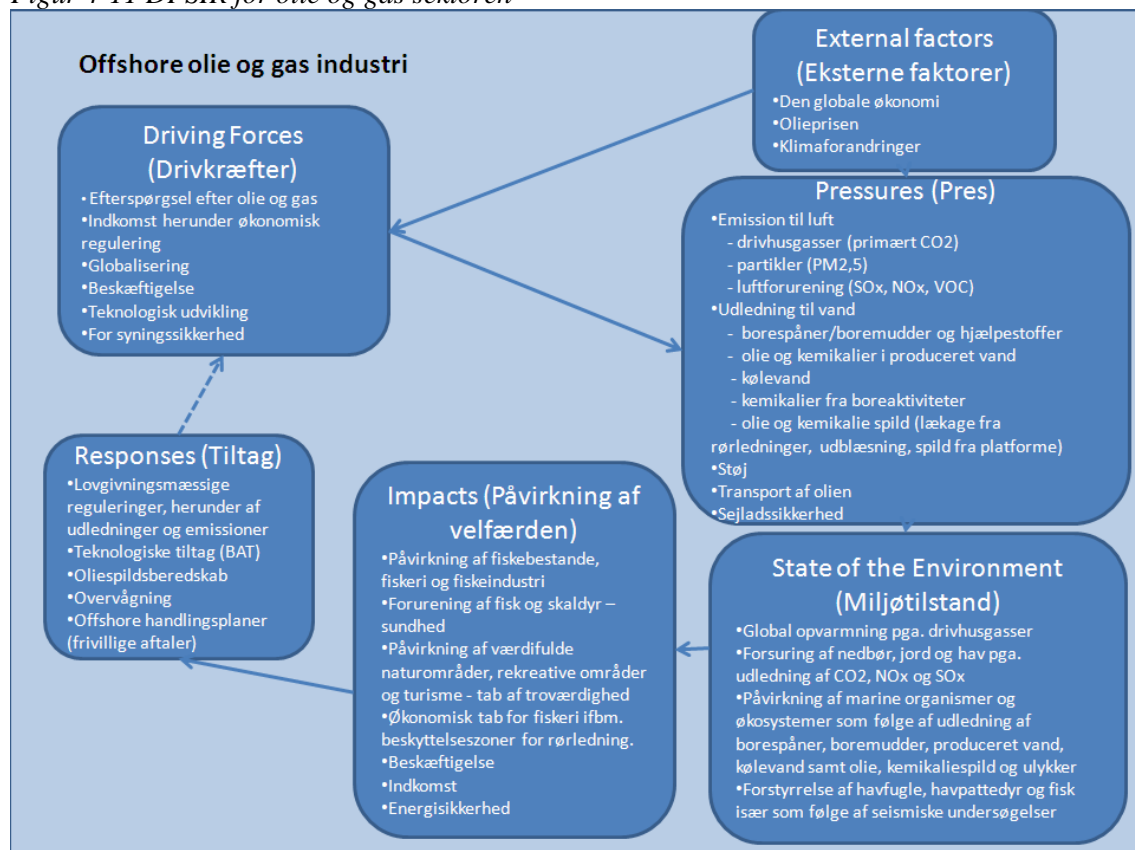 Figur 4-11 DPSIR for olie og gas sektoren
Offshore olie og gas industri
External factors
(Eksterne faktorer)
•Den globale økonomi
•Olieprisen
•Klimaforandringer
Driving Forces
(Drivkræfter)
• Efterspørgsel efter olie og gas
•Indkomst herunder økonomisk
regulering
•Globalisering
•Beskæftigelse
•Teknologisk udvikling
•For syningssikkerhed
Pressures (Pres)
•Emission til luft
- drivhusgasser (primært CO2)
- partikler (PM2,5)
- luftforurening (SOx, NOx, VOC)
•Udledning til vand
- borespåner/boremudder og hjælpestoffer
- olie og kemikalier i produceret vand
- kølevand
- kemikalier fra boreaktiviteter
- olie og kemikalie spild (lækage fra
rørledninger, udblæsning, spild fra platforme)
•Støj
•Transport af olien
•Sejladssikkerhed
Responses (Tiltag)
•Lovgivningsmæssige
reguleringer, herunder af
udledninger og emissioner
•Teknologiske tiltag (BAT)
•Oliespildsberedskab
•Overvågning
•Offshore handlingsplaner
(frivillige aftaler)
Impacts (Påvirkning af
velfærden)
•Påvirkning af fiskebestande,
fiskeri og fiskeindustri
•Forurening af fisk og skaldyr –
sundhed
•Påvirkning af værdifulde
naturområder, rekreative områder
og turisme - tab af troværdighed
•Økonomisk tab for fiskeri ifbm.
beskyttelseszoner for rørledning.
•Beskæftigelse
•Indkomst
•Energisikkerhed
State of the Environment
(Miljøtilstand)
•Global opvarmning pga. drivhusgasser
•Forsuring af nedbør, jord og hav pga.
udledning af CO2, NOx og SOx
•Påvirkning af marine organismer og
økosystemer som følge af udledning af
borespåner, boremudder, produceret vand,
kølevand samt olie, kemikaliespild og ulykker
•Forstyrrelse af havfugle, havpattedyr og fisk
især som følge af seismiske undersøgelser